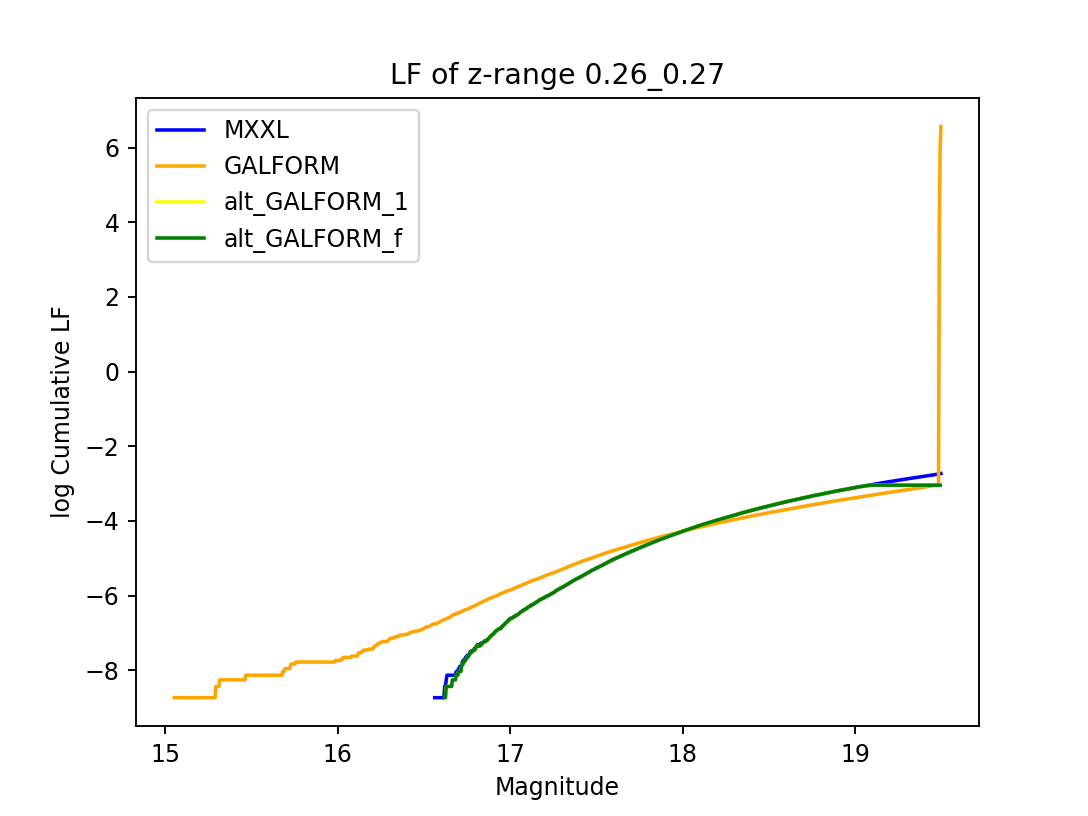 LF of z-range 0.26_0.27
MXXL
GALFORM
alt_GALFORM_1
alt_GALFORM_f
log Cumulative LF
6
4
2
0
−2
−4
−6
−8
15
16
17
18
19
Magnitude